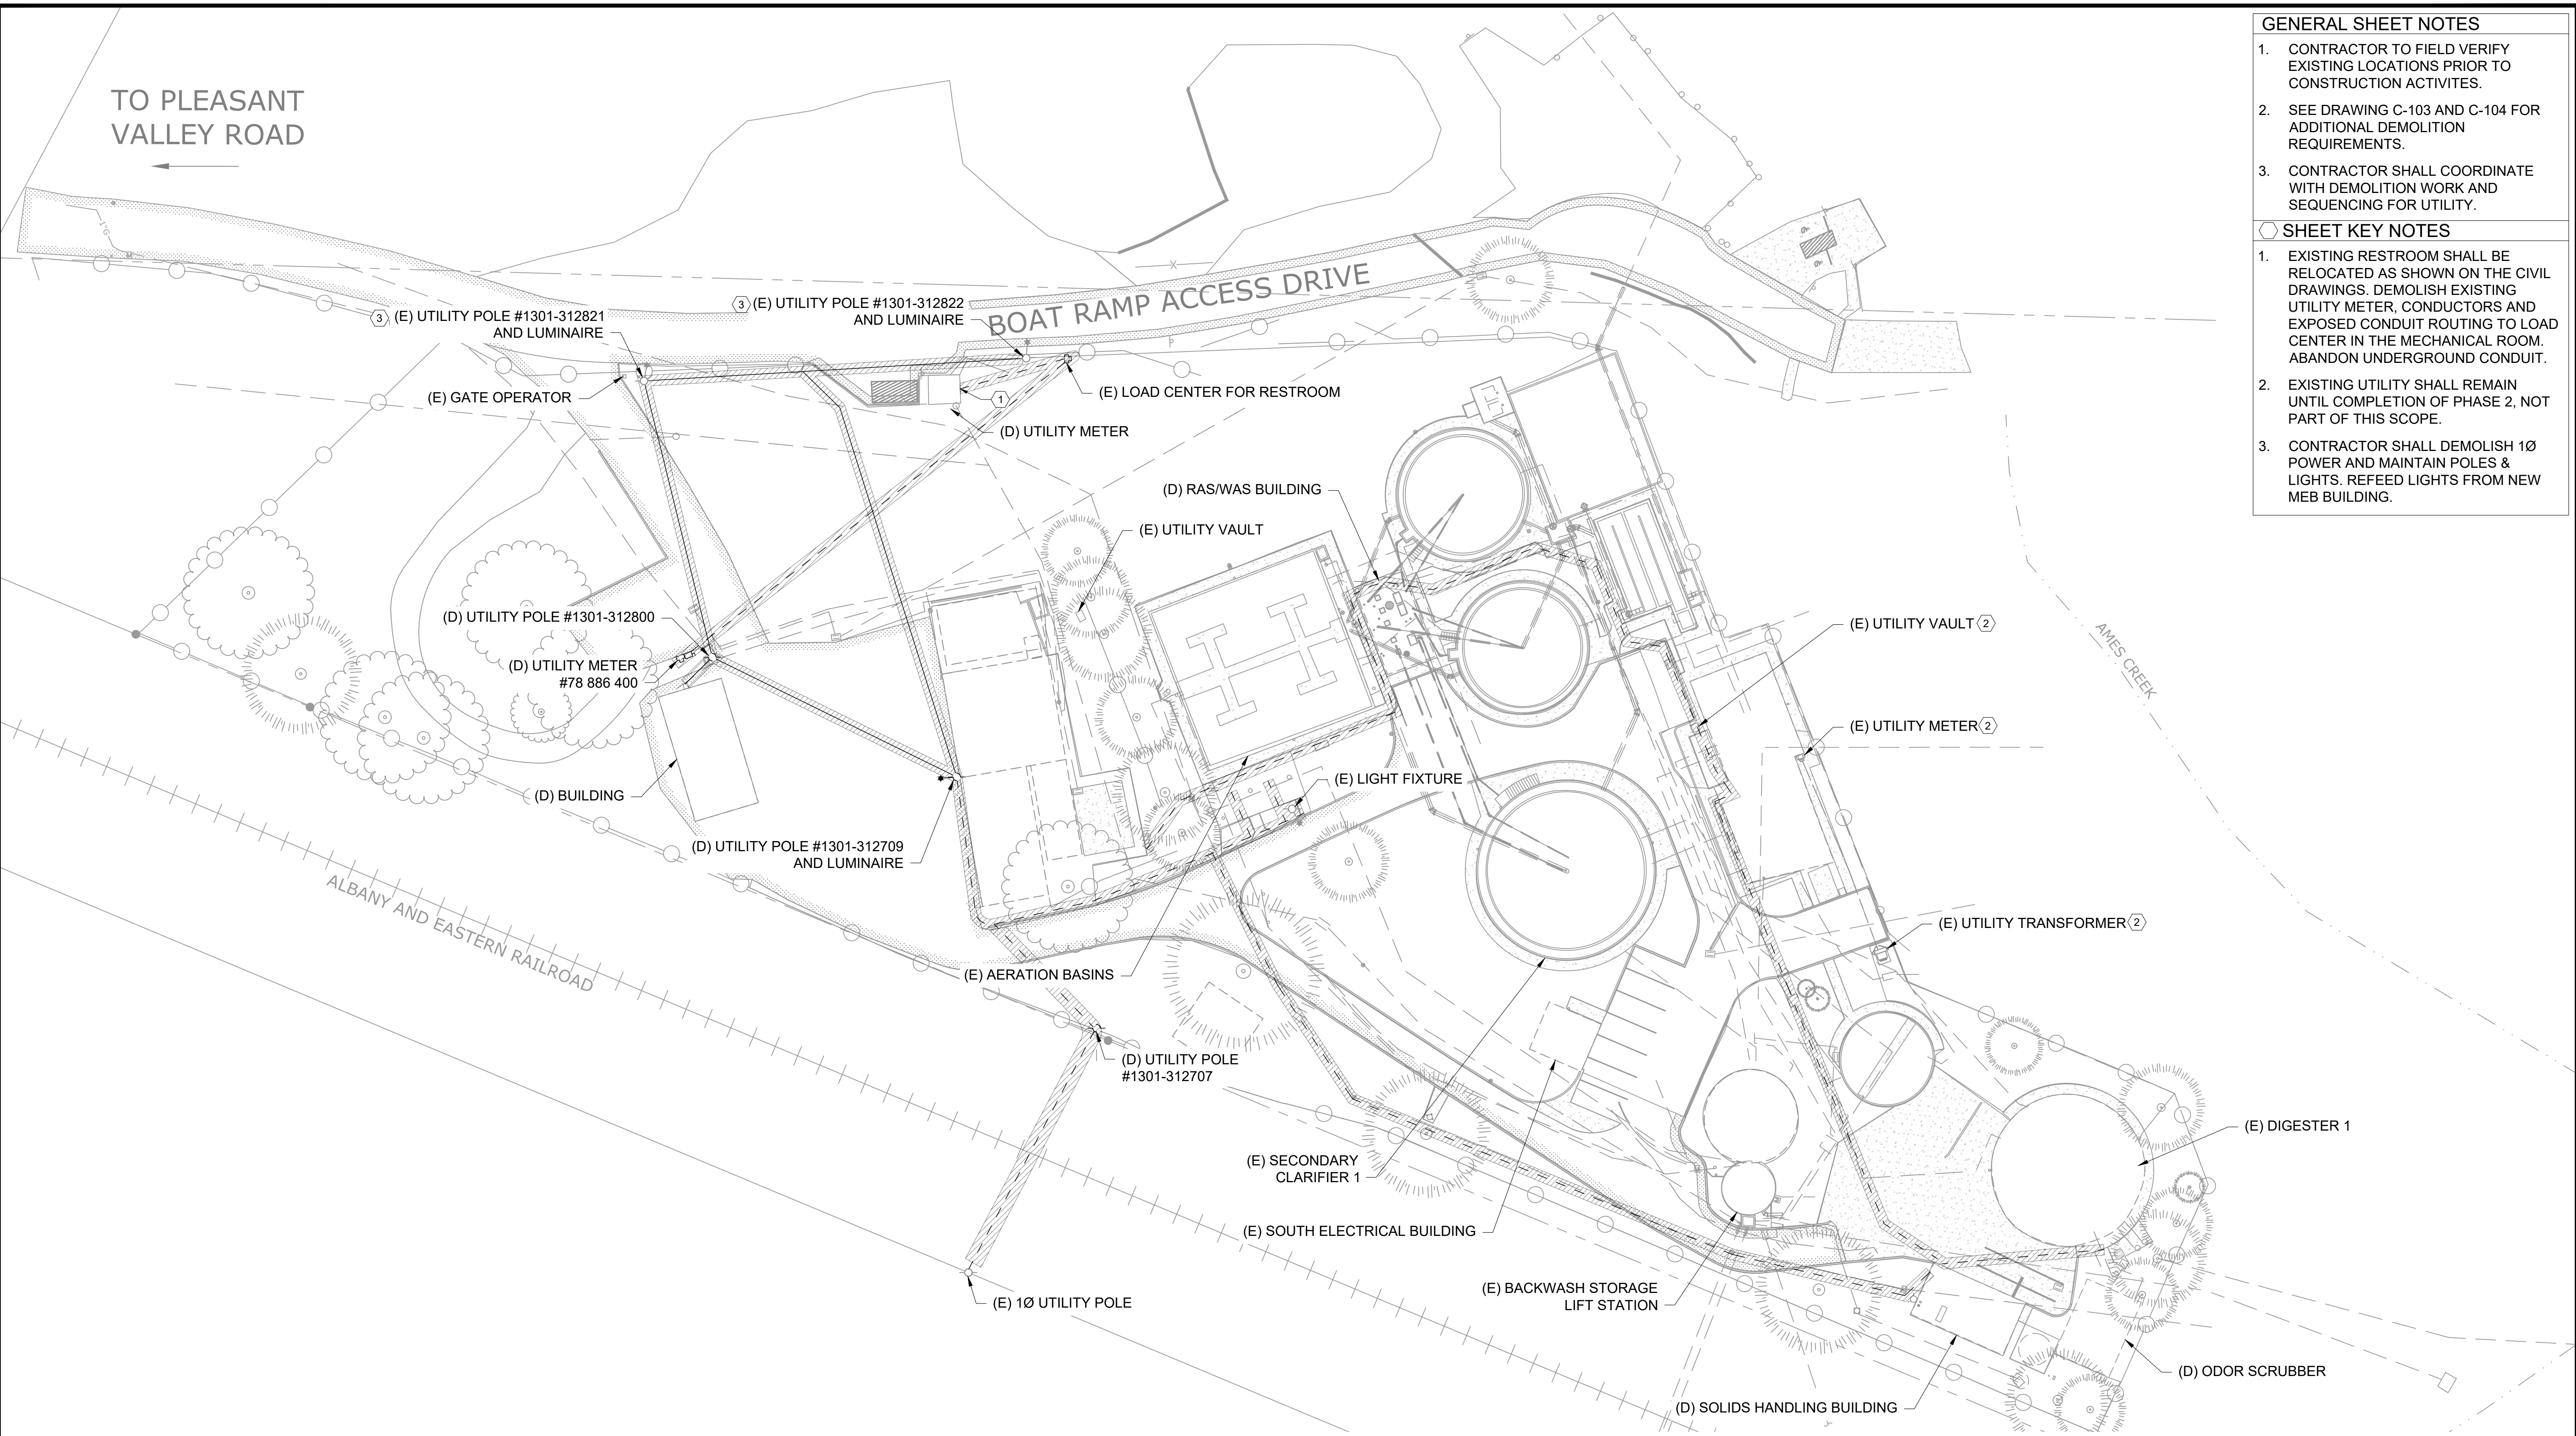 TO PLEASANT
VALLEY ROAD
1"G
3 (E) UTILITY POLE #1301-312821
AND LUMINAIRE
3 (E) UTILITY POLE #1301-312822
AND LUMINAIRE
BOAT RAMP ACCESS DRIVE
(E) GATE OPERATOR
1
(E) LOAD CENTER FOR RESTROOM
(D) UTILITY METER
(D) RAS/WAS BUILDING
(E) UTILITY VAULT
(D) UTILITY POLE #1301-312800
(D) UTILITY METER
#78 886 400
(E) UTILITY VAULT 2
AMES CREEK
(E) UTILITY METER 2
(E) LIGHT FIXTURE
(D) BUILDING
(D) UTILITY POLE #1301-312709
AND LUMINAIRE
ALBANY AND EASTERN RAILROAD
(E) UTILITY TRANSFORMER 2
(E) AERATION BASINS
(D) UTILITY POLE
#1301-312707
(E) DIGESTER 1
(E) SECONDARY
CLARIFIER 1
(E) SOUTH ELECTRICAL BUILDING
(E) 1Ø UTILITY POLE
(E) BACKWASH STORAGE
LIFT STATION
(D) ODOR SCRUBBER
(D) SOLIDS HANDLING BUILDING
GENERAL SHEET NOTES
1. CONTRACTOR TO FIELD VERIFY
EXISTING LOCATIONS PRIOR TO
CONSTRUCTION ACTIVITES.
2. SEE DRAWING C-103 AND C-104 FOR
ADDITIONAL DEMOLITION
REQUIREMENTS.
3. CONTRACTOR SHALL COORDINATE
WITH DEMOLITION WORK AND
SEQUENCING FOR UTILITY.
SHEET KEY NOTES
1. EXISTING RESTROOM SHALL BE
RELOCATED AS SHOWN ON THE CIVIL
DRAWINGS. DEMOLISH EXISTING
UTILITY METER, CONDUCTORS AND
EXPOSED CONDUIT ROUTING TO LOAD
CENTER IN THE MECHANICAL ROOM.
ABANDON UNDERGROUND CONDUIT.
2. EXISTING UTILITY SHALL REMAIN
UNTIL COMPLETION OF PHASE 2, NOT
PART OF THIS SCOPE.
3. CONTRACTOR SHALL DEMOLISH 1Ø
POWER AND MAINTAIN POLES &
LIGHTS. REFEED LIGHTS FROM NEW
MEB BUILDING.